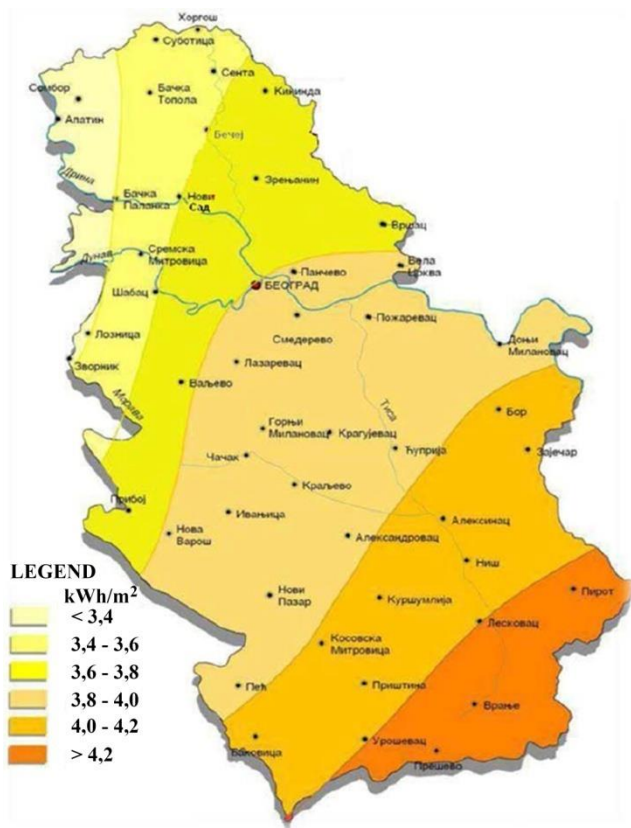 Хоргош
Суботица
Сента
Сомбор
Бачка
Топола
Кикинда
Апатин
Бечеј
Дрина
Зрењанин
Бачка
Паланка
Нови
Сад
Вршац
Дунав
Сремска
Митровица
Панчево
Вела
Црква
БЕОГРАД
Шабац
Смедерево
Пожаревац
Лозница
Доњи
Милановац
Зворник
Лазаревац
Морава
Ваљево
Тиса
Бор
Горњи
Милановац
Крагујевац
Ћуприја
Зајечар
Чачак
Краљево
Прибој
Ивањица
Алексинац
Нова
Варош
Александровац
Ниш
LEGEND
kWh/m²
< 3,4
3,4 - 3,6
3,6 - 3,8
3,8 - 4,0
4,0 - 4,2
> 4,2
Нови
Пазар
Куршумлија
Пирот
Лесковац
Косовска
Митровица
Пећ
Приштина
Врање
Ђаковица
Урошевац
Прешево